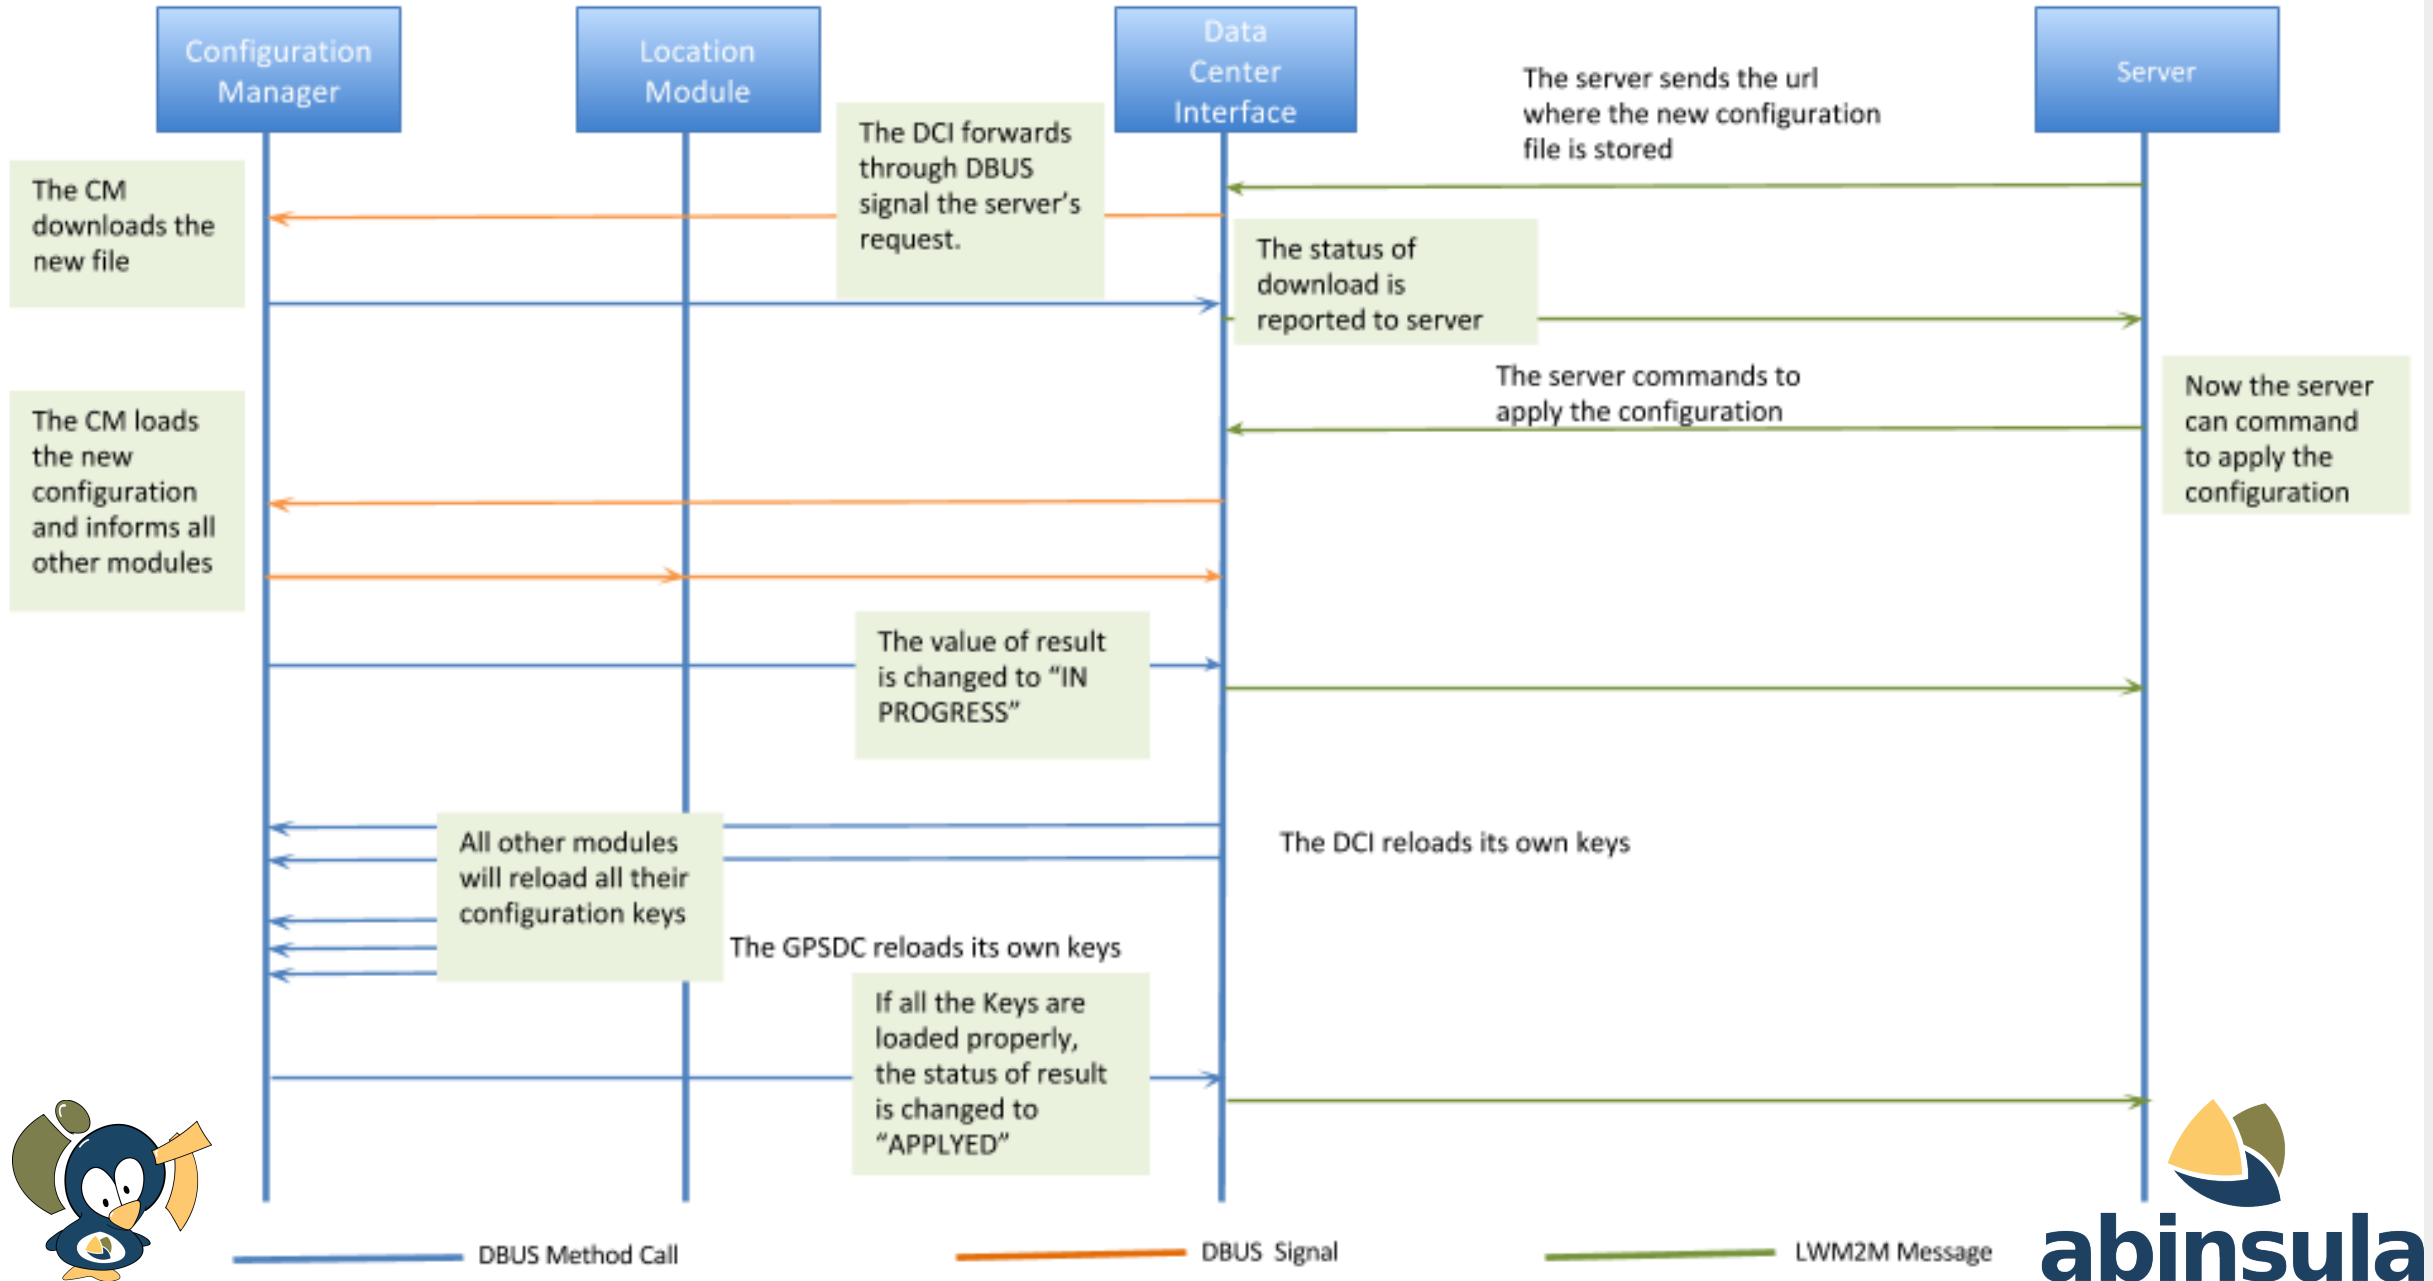 Configuration
Manager
Location
Module
Data
Center
Interface
Server
The server sends the url
where the new configuration
file is stored
The DCI forwards
through DBUS
signal the server’s
request.
The CM
downloads the
new file
The status of
download is
reported to server
The server commands to
apply the configuration
Now the server
can command
to apply the
configuration
The CM loads
the new
configuration
and informs all
other modules
The value of result
is changed to “IN
PROGRESS”
All other modules
will reload all their
configuration keys
The DCI reloads its own keys
The GPSDC reloads its own keys
If all the Keys are
loaded properly,
the status of result
is changed to
“APPLYED”
DBUS Method Call
DBUS Signal
LWM2M Message
abinsula